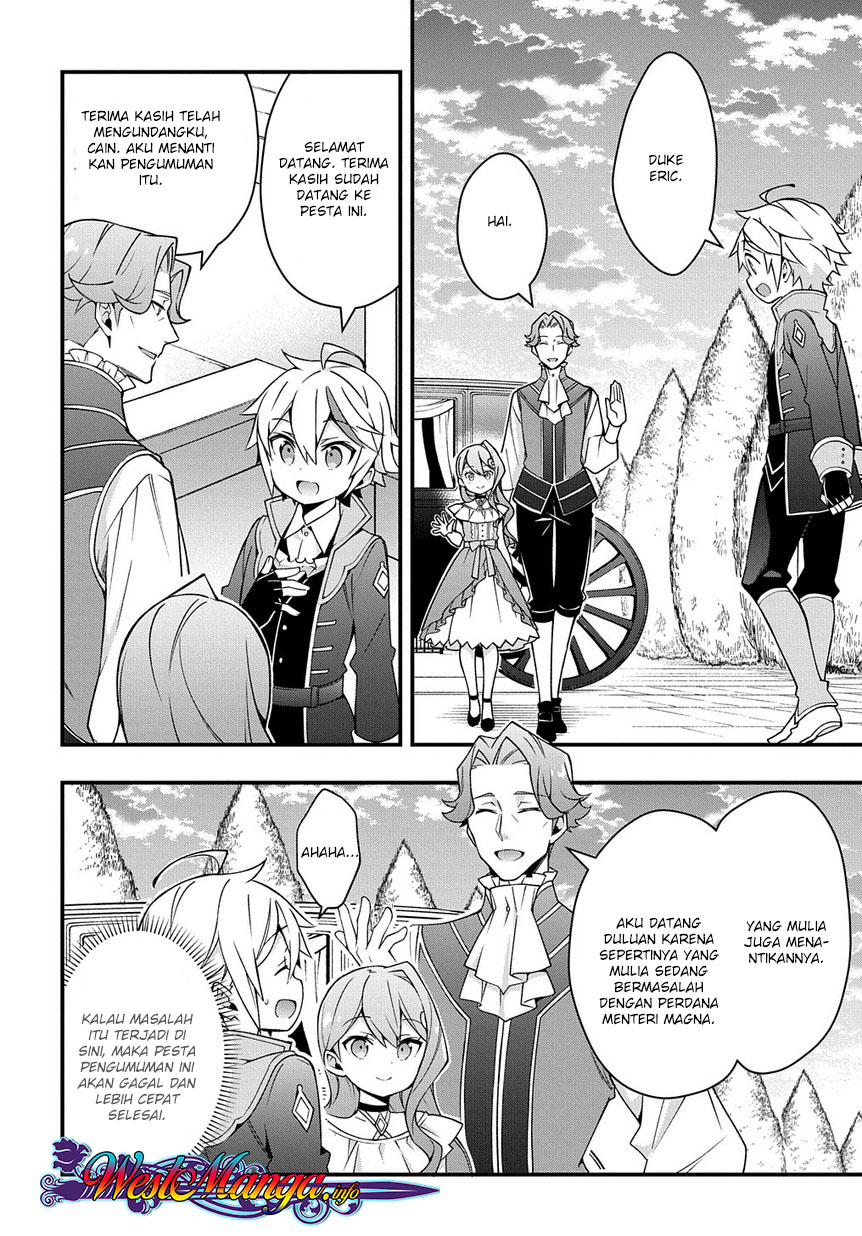 DUKE
ERIC.
HAI.
SELAMAT
DATANG. TERIMA
KASIH SUDAH
DATANG KE
PESTA INI.
TERIMA KASIH TELAH
MENGUNDANGKU,
CAIN. AKU MENANTI
KAN PENGUMUMAN
ITU.
YANG MULIA
JUGA MENA-
NTIKANNYA.
AKU DATANG
DULUAN KARENA
SEPERTINYA YANG
MULIA SEDANG
BERMASALAH
DENGAN PERDANA
MENTERI MAGNA.
AHAHA...
KALAU MASALAH
ITU TERJADI DI
SINI, MAKA PESTA
PENGUMUMAN INI
AKAN GAGAL DAN
LEBIH CEPAT
SELESAI.
WestManga.info